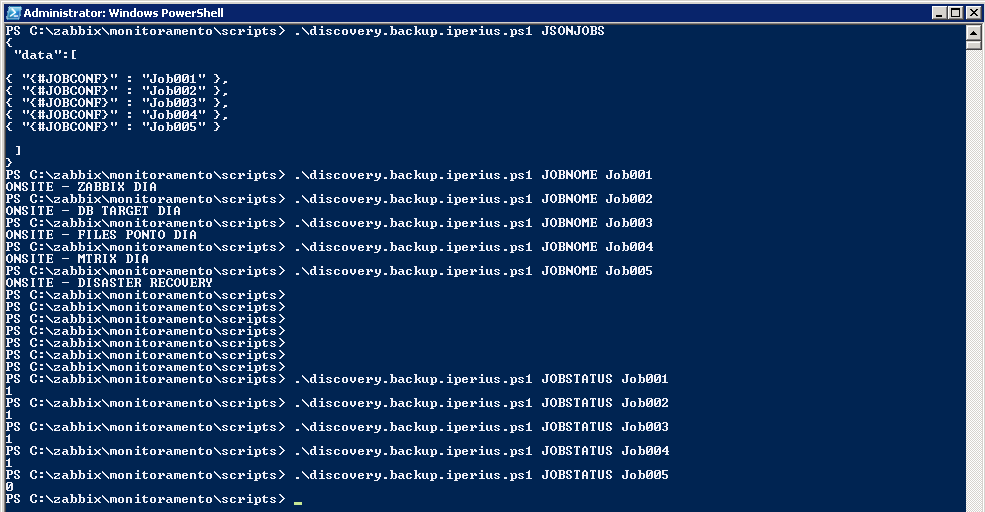 Administrator: Windows PowerShell
PS C:\zabbix\monitoramento\scripts> .\discovery.backup.iperius.ps1 JSONJOBS
{
 "data":[

{ "{#JOBCONF}" : "Job001" },
{ "{#JOBCONF}" : "Job002" },
{ "{#JOBCONF}" : "Job003" },
{ "{#JOBCONF}" : "Job004" },
{ "{#JOBCONF}" : "Job005" }

 ]
}
PS C:\zabbix\monitoramento\scripts> .\discovery.backup.iperius.ps1 JOBNOME Job001
ONSITE - ZABBIX DIA
PS C:\zabbix\monitoramento\scripts> .\discovery.backup.iperius.ps1 JOBNOME Job002
ONSITE - DB TARGET DIA
PS C:\zabbix\monitoramento\scripts> .\discovery.backup.iperius.ps1 JOBNOME Job003
ONSITE - FILES PONTO DIA
PS C:\zabbix\monitoramento\scripts> .\discovery.backup.iperius.ps1 JOBNOME Job004
ONSITE - MTRIX DIA
PS C:\zabbix\monitoramento\scripts> .\discovery.backup.iperius.ps1 JOBNOME Job005
ONSITE - DISASTER RECOVERY
PS C:\zabbix\monitoramento\scripts>
PS C:\zabbix\monitoramento\scripts>
PS C:\zabbix\monitoramento\scripts>
PS C:\zabbix\monitoramento\scripts>
PS C:\zabbix\monitoramento\scripts>
PS C:\zabbix\monitoramento\scripts>
PS C:\zabbix\monitoramento\scripts>
PS C:\zabbix\monitoramento\scripts> .\discovery.backup.iperius.ps1 JOBSTATUS Job001
1
PS C:\zabbix\monitoramento\scripts> .\discovery.backup.iperius.ps1 JOBSTATUS Job002
1
PS C:\zabbix\monitoramento\scripts> .\discovery.backup.iperius.ps1 JOBSTATUS Job003
1
PS C:\zabbix\monitoramento\scripts> .\discovery.backup.iperius.ps1 JOBSTATUS Job004
1
PS C:\zabbix\monitoramento\scripts> .\discovery.backup.iperius.ps1 JOBSTATUS Job005
0
PS C:\zabbix\monitoramento\scripts> _